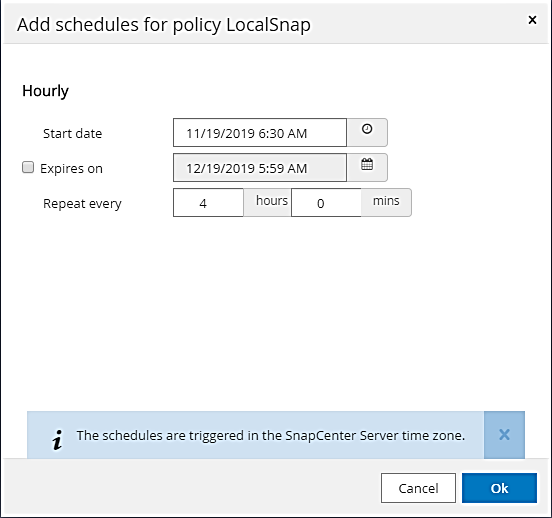 Add schedules for policy LocalSnap ×
Hourly
Start date 11/19/2019 6:30 AM
Expires on 12/19/2019 5:59 AM
Repeat every 4 hours 0 mins
i The schedules are triggered in the SnapCenter Server time zone. ×
Cancel Ok